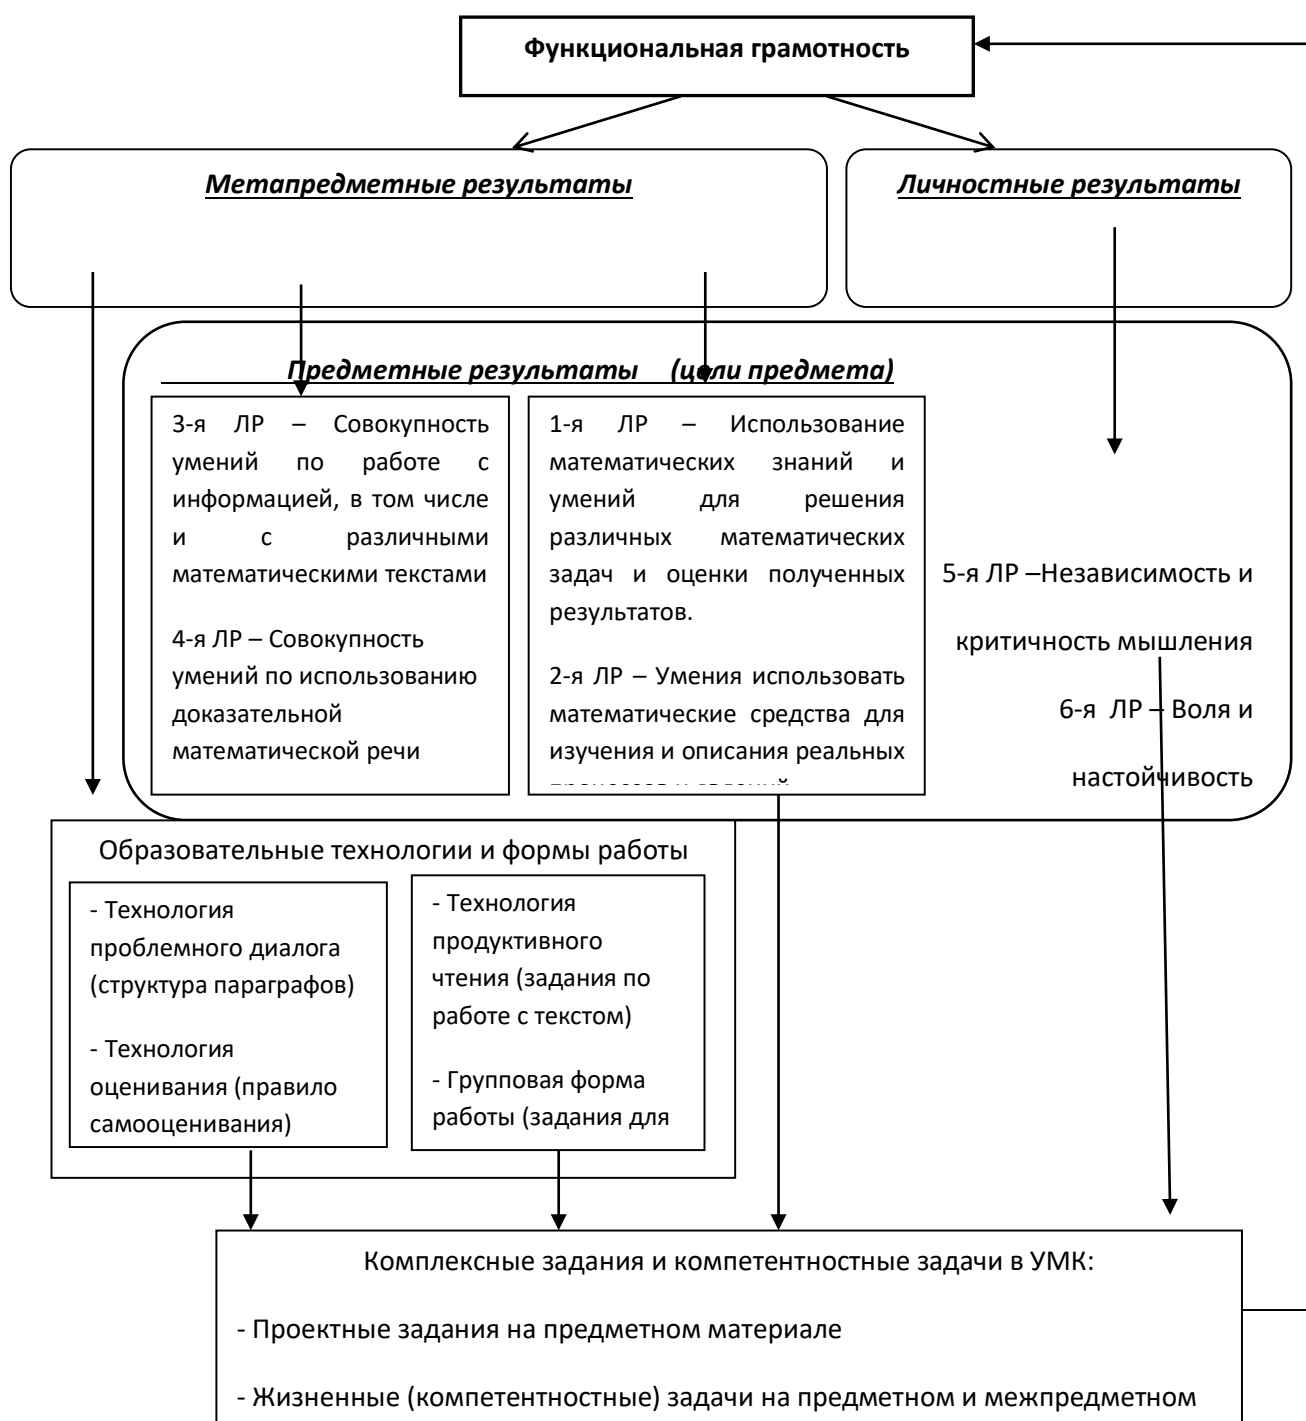 Функциональная грамотность
Метапредметные результаты
Личностные результаты
Предметные результаты (цели предмета)
3-я ЛР – Совокупность
умений по работе с
информацией, в том числе
и с различными
математическими текстами
4-я ЛР – Совокупность
умений по использованию
доказательной
математической речи
1-я ЛР – Использование
математических знаний и
умений для решения
различных математических
задач и оценки полученных
результатов.
2-я ЛР – Умения использовать
математические средства для
изучения и описания реальных
5-я ЛР –Независимость и
критичность мышления
6-я ЛР – Воля и
настойчивость
Образовательные технологии и формы работы
- Технология
проблемного диалога
(структура параграфов)
- Технология
оценивания (правило
самооценивания)
- Технология
продуктивного
чтения (задания по
работе с текстом)
- Групповая форма
работы (задания для
Комплексные задания и компетентностные задачи в УМК:
- Проектные задания на предметном материале
- Жизненные (компетентностные) задачи на предметном и межпредметном